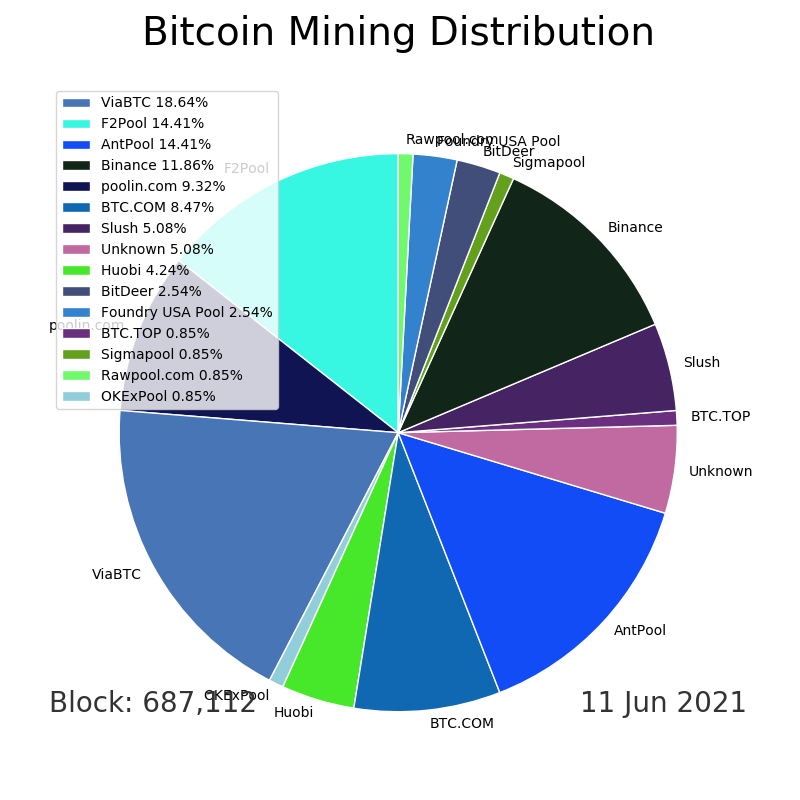 Bitcoin Mining Distribution
ViaBTC 18.64%
F2Pool 14.41%
AntPool 14.41%
Binance 11.86%
poolin.com 9.32%
BTC.COM 8.47%
Slush 5.08%
Unknown 5.08%
Huobi 4.24%
BitDeer 2.54%
Foundry USA Pool 2.54%
BTC.TOP 0.85%
Sigmapool 0.85%
Rawpool.com 0.85%
OKExPool 0.85%
Rawpool.com
Foundry USA Pool
BitDeer
Sigmapool
F2Pool
Binance
poolin.com
Slush
BTC.TOP
Unknown
ViaBTC
AntPool
OKExPool
Huobi
BTC.COM
Block: 687,112
11 Jun 2021